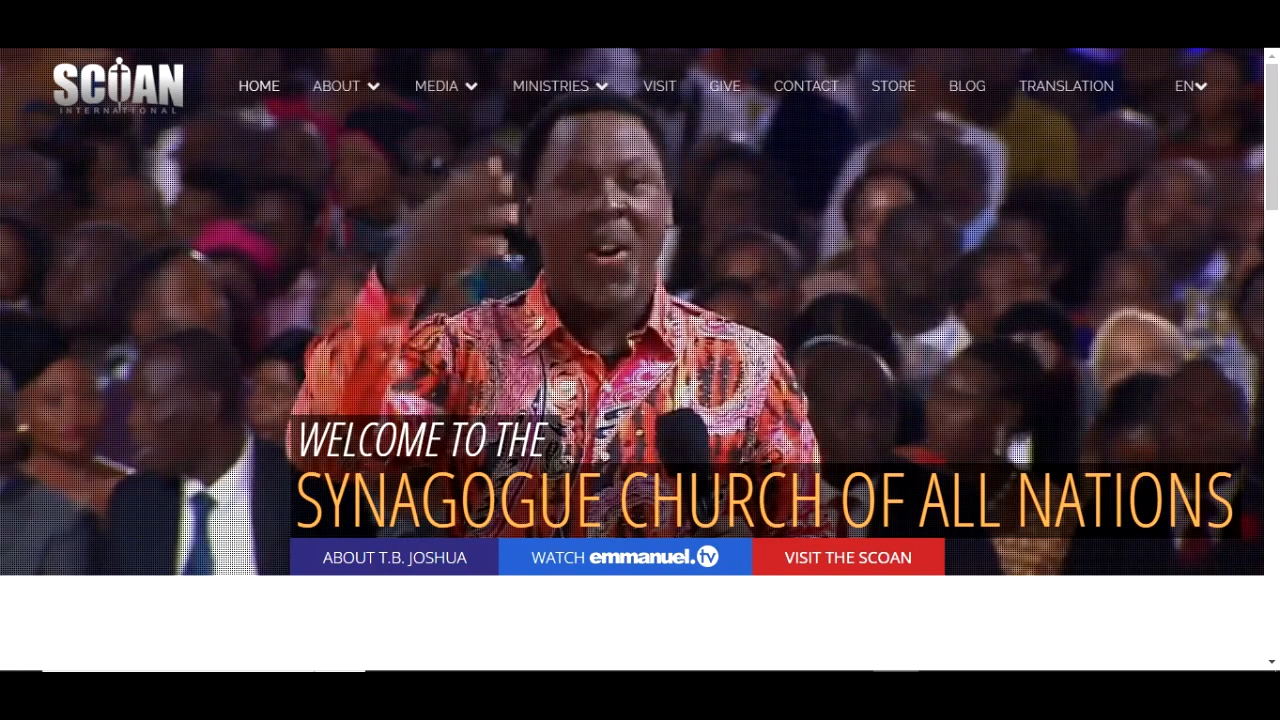 SCOAN
INTERNATIONAL
HOME ABOUT MEDIA MINISTRIES VISIT GIVE CONTACT STORE BLOG TRANSLATION EN
WELCOME TO THE
SYNAGOGUE CHURCH OF ALL NATIONS
ABOUT T.B. JOSHUA WATCH emmanuel.tv VISIT THE SCOAN